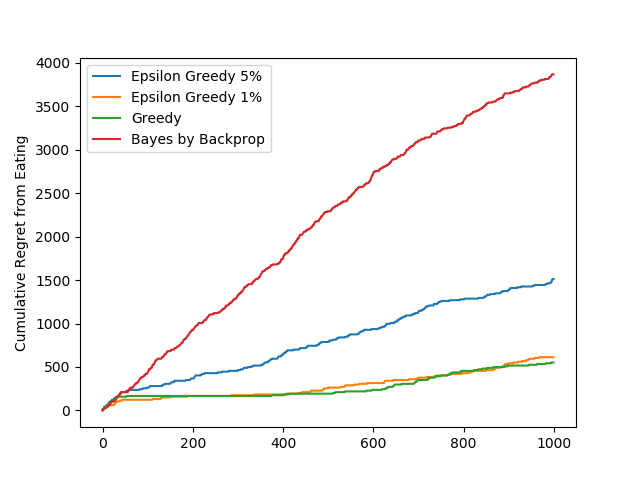 4000
3500
3000
2500
2000
1500
1000
500
0
Cumulative Regret from Eating
Epsilon Greedy 5%
Epsilon Greedy 1%
Greedy
Bayes by Backprop
0 200 400 600 800 1000